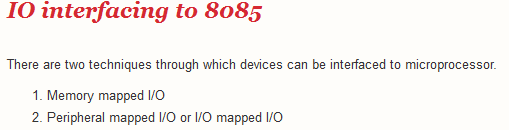 IO interfacing to 8085
There are two techniques through which devices can be interfaced to microprocessor.
1. Memory mapped I/O
2. Peripheral mapped I/O or I/O mapped I/O